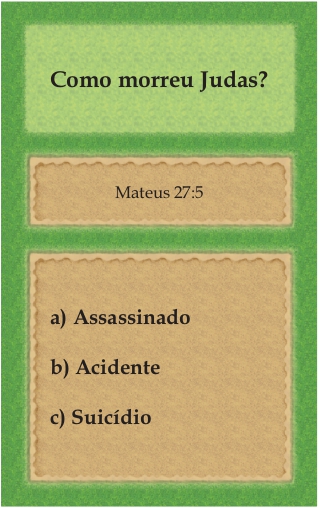 Como morreu Judas?
Mateus 27:5
a) Assassinado
b) Acidente
c) Suicídio